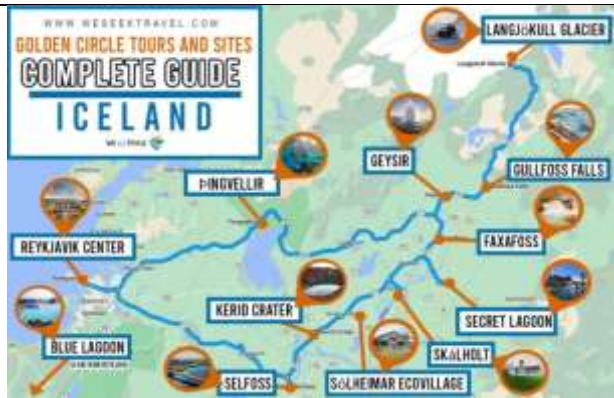 WWW.WESEEKTRAVEL.COM
GOLDEN CIRCLE TOURS AND SITES
COMPLETE GUIDE
ICELAND
LANGJÖKULL GLACIER
GEYSIR
GULLFOSS FALLS
ÞINGVELLIR
REYKJAVIK CENTER
FAXAFOSS
KERID CRATER
SECRET LAGOON
BLUE LAGOON
SKÁLHOLT
SELFOSS
SÓLHEIMAR ECOVILLAGE